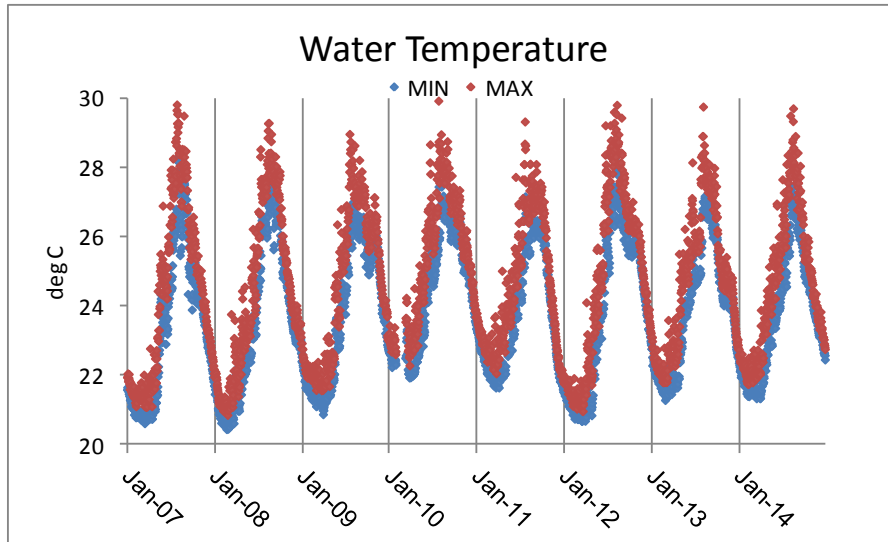 Water Temperature
MIN MAX
30
28
26
24
22
20
deg C
Jan-07
Jan-08
Jan-09
Jan-10
Jan-11
Jan-12
Jan-13
Jan-14